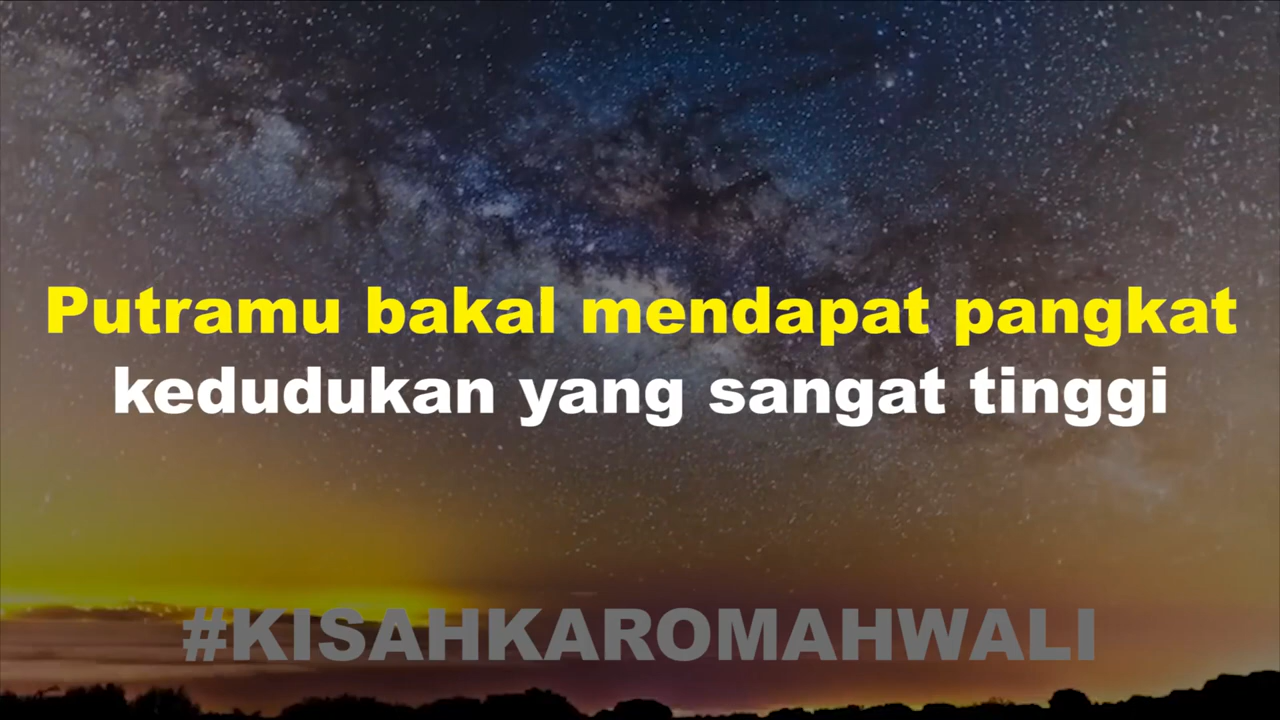 Putramu bakal mendapat pangkat
kedudukan yang sangat tinggi
#KISAHKAROMAHWALI